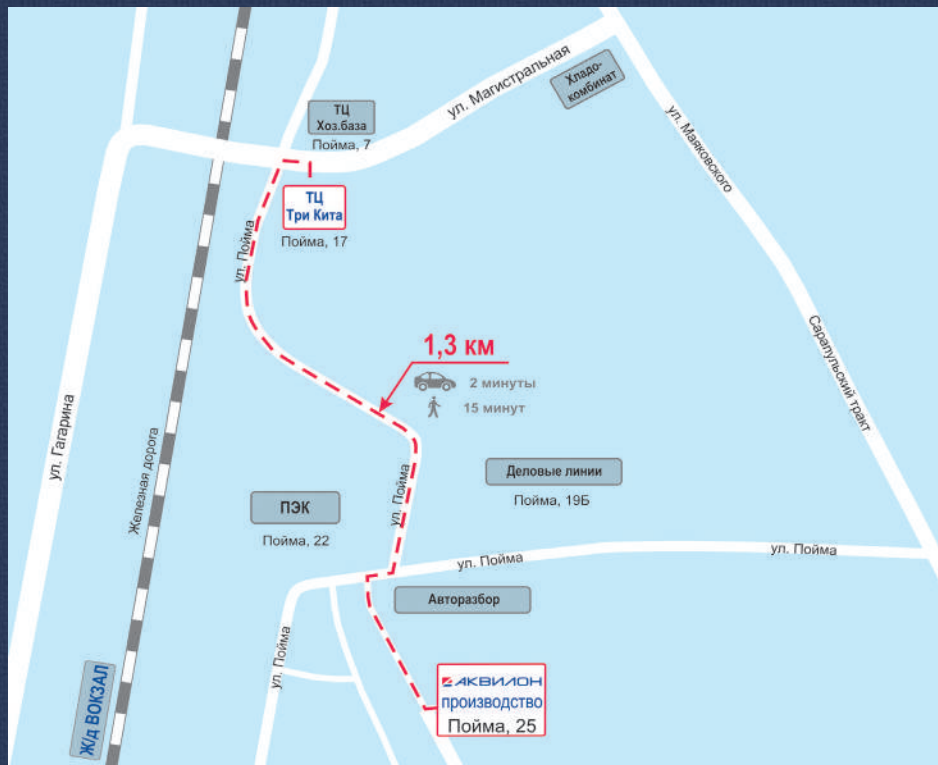 ул. Магистральная
Хладо-
комбинат
ТЦ
Хоз.база
Пойма, 7
ул. Маяковского
ТЦ
Три Кита
Пойма, 17
ул. Пойма
1,3 км
2 минуты
15 минут
Сарапульский тракт
ул. Гагарина
Железная дорога
Деловые линии
Пойма, 19Б
ул. Пойма
ПЭК
Пойма, 22
ул. Пойма
ул. Пойма
Авторазбор
ул. Пойма
Ж/д ВОКЗАЛ
АКВИЛОН
производство
Пойма, 25